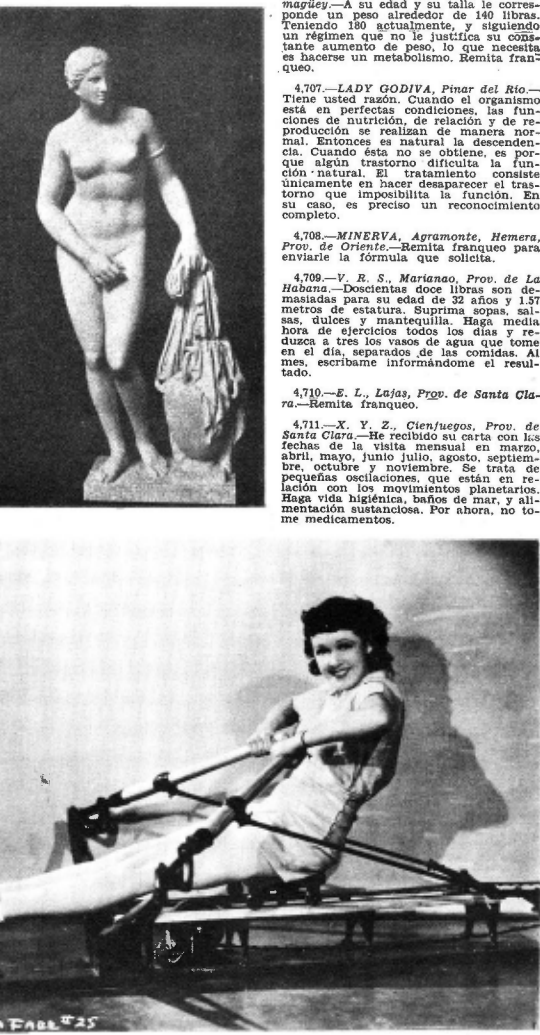 magüey.—A su edad y su talla le corres-
ponde un peso alrededor de 140 libras.
Teniendo 180 actualmente, y siguiendo
un régimen que no le justifica su cons-
tante aumento de peso, lo que necesita
es hacerse un metabolismo. Remita fran-
queo.
4,707.—LADY GODIVA, Pinar del Río.—
Tiene usted razón. Cuando el organismo
está en perfectas condiciones, las fun-
ciones de nutrición, de relación y de re-
producción se realizan de manera nor-
mal. Entonces es natural la descenden-
cia. Cuando ésta no se obtiene, es por-
que algún trastorno dificulta la fun-
ción natural. El tratamiento consiste
únicamente en hacer desaparecer el tras-
torno que imposibilita la función. En
su caso, es preciso un reconocimiento
completo.
4,708.—MINERVA, Agramonte, Hemera,
Prov. de Oriente.—Remita franqueo para
enviarle la fórmula que solicita.
4,709.—V. R. S., Marianao, Prov. de La
Habana.—Doscientas doce libras son de-
masiadas para su edad de 32 años y 1.57
metros de estatura. Suprima sopas, sal-
sas, dulces y mantequilla. Haga media
hora de ejercicios todos los días y re-
duzca a tres los vasos de agua que tome
en el día, separados de las comidas. Al
mes, escríbame informándome el resul-
tado.
4,710.—E. L., Lajas, Prov. de Santa Cla-
ra.—Remita franqueo.
4,711.—X. Y. Z., Cienfuegos, Prov. de
Santa Clara.—He recibido su carta con las
fechas de la visita mensual en marzo,
abril, mayo, junio julio, agosto, septiem-
bre, octubre y noviembre. Se trata de
pequeñas oscilaciones, que están en re-
lación con los movimientos planetarios.
Haga vida higiénica, baños de mar, y ali-
mentación sustanciosa. Por ahora, no to-
me medicamentos.
#25